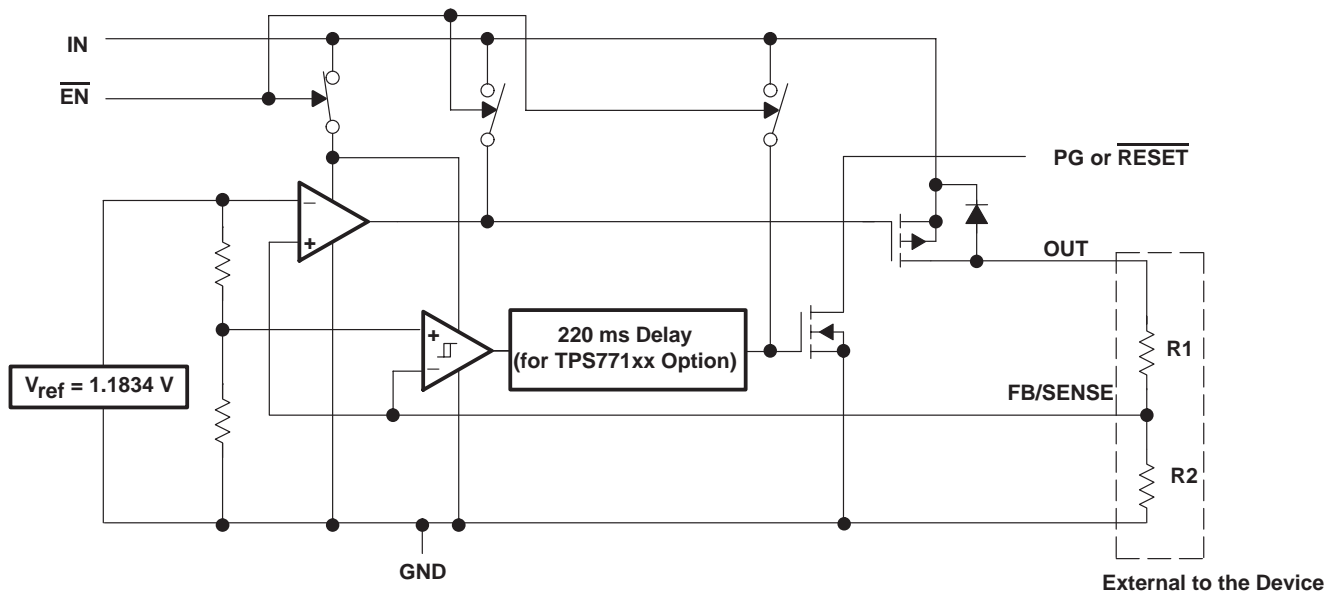 IN
EN
PG or RESET
−
+
OUT
+
−
220 ms Delay
(for TPS771xx Option)
R1
Vref = 1.1834 V
FB/SENSE
R2
GND
External to the Device